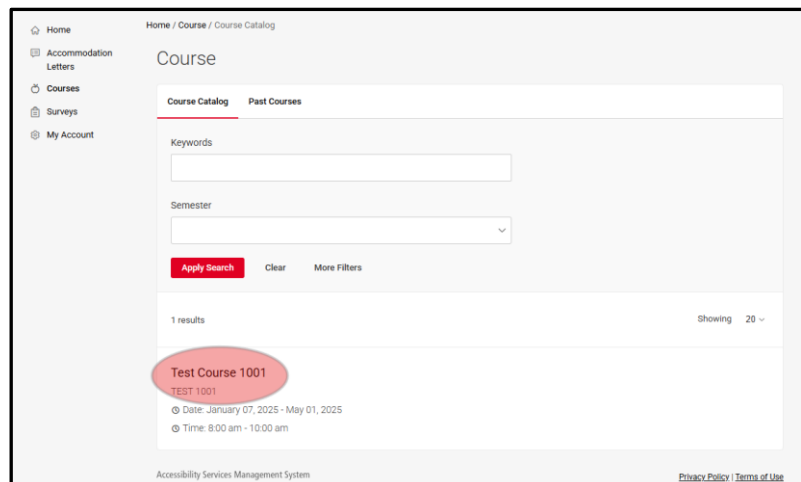 Home
Accommodation
Letters
Courses
Surveys
My Account
Home / Course / Course Catalog
Course
Course Catalog Past Courses
Keywords
Semester
Apply Search Clear More Filters
1 results Showing 20
Test Course 1001
TEST 1001
Date: January 07, 2025 - May 01, 2025
Time: 8:00 am - 10:00 am
Accessibility Services Management System Privacy Policy | Terms of Use